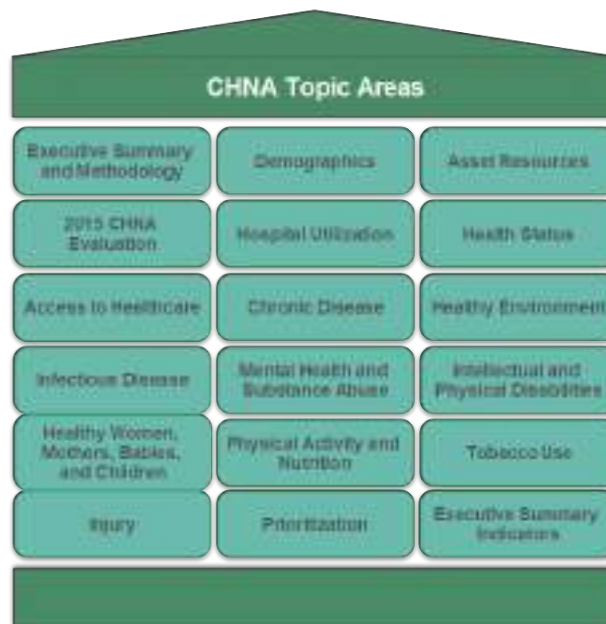 CHNA Topic Areas
Executive Summary
and Methodology
Demographics
Asset Resources
2015 CHNA
Evaluation
Hospital Utilization
Health Status
Access to Healthcare
Chronic Disease
Healthy Environment
Infectious Disease
Mental Health and
Substance Abuse
Intellectual and
Physical Disabilities
Healthy Women,
Mothers, Babies,
and Children
Physical Activity and
Nutrition
Tobacco Use
Injury
Prioritization
Executive Summary
Indicators